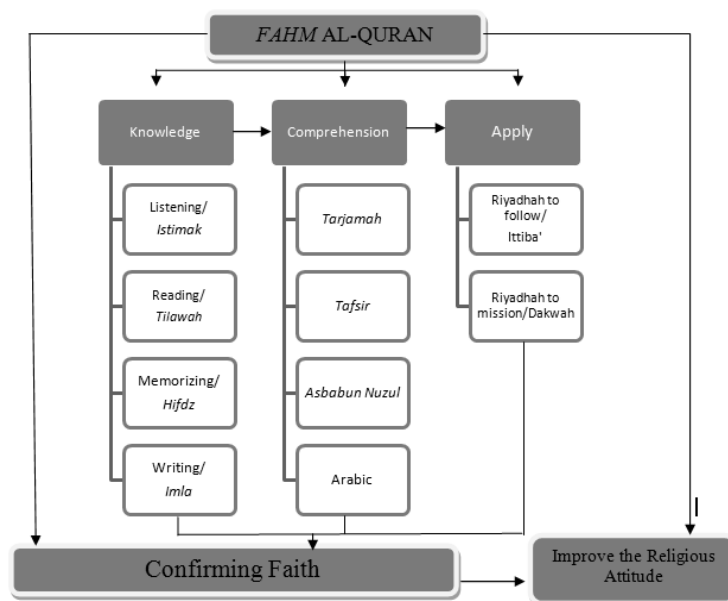 FAHM AL-QURAN
Knowledge
Comprehension
Apply
Listening/
Istimak
Tarjamah
Riyadhah to
follow/
Ittiba'
Reading/
Tilawah
Tafsir
Riyadhah to
mission/Dakwah
Memorizing/
Hifdz
Asbabun Nuzul
Writing/
Imla
Arabic
Confirming Faith
Improve the Religious
Attitude